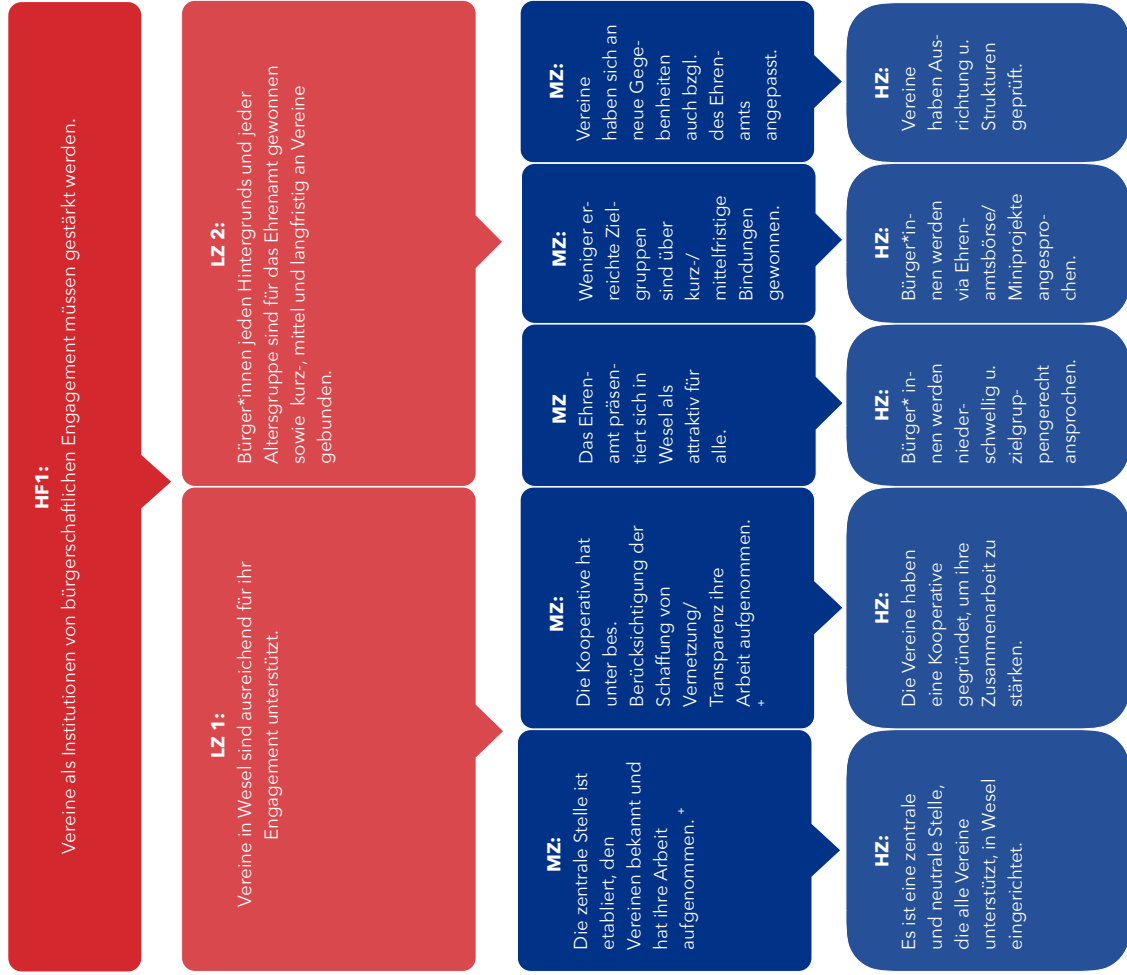 HF1:
Vereine als Institutionen von bürgerschaftlichen Engagement müssen gestärkt werden.
LZ 1:
Vereine in Wesel sind ausreichend für ihr
Engagement unterstützt.
LZ 2:
Bürger*innen jeden Hintergrunds und jeder
Altersgruppe sind für das Ehrenamt gewonnen
sowie kurz-, mittel und langfristig an Vereine
gebunden.
MZ:
Die zentrale Stelle ist
etabliert, den
Vereinen bekannt und
hat ihre Arbeit
aufgenommen. +
MZ:
Die Kooperative hat
unter bes.
Berücksichtigung der
Schaffung von
Vernetzung/
Transparenz ihre
Arbeit aufgenommen.
+
MZ
Das Ehren-
amt präsen-
tiert sich in
Wesel als
attraktiv für
alle.
MZ:
Weniger er-
reichte Ziel-
gruppen
sind über
kurz-/
mittelfristige
Bindungen
gewonnen.
MZ:
Vereine
haben sich an
neue Gege-
benheiten
auch bzgl.
des Ehren-
amts
angepasst.
HZ:
Es ist eine zentrale
und neutrale Stelle,
die alle Vereine
unterstützt, in Wesel
eingerichtet.
HZ:
Die Vereine haben
eine Kooperative
gegründet, um ihre
Zusammenarbeit zu
stärken.
HZ:
Bürger* in-
nen werden
nieder-
schwellig u.
zielgrup-
pengerecht
ansprochen.
HZ:
Bürger*in-
nen werden
via Ehren-
amtsbörse/
Miniprojekte
angespro-
chen.
HZ:
Vereine
haben Aus-
richtung u.
Strukturen
geprüft.